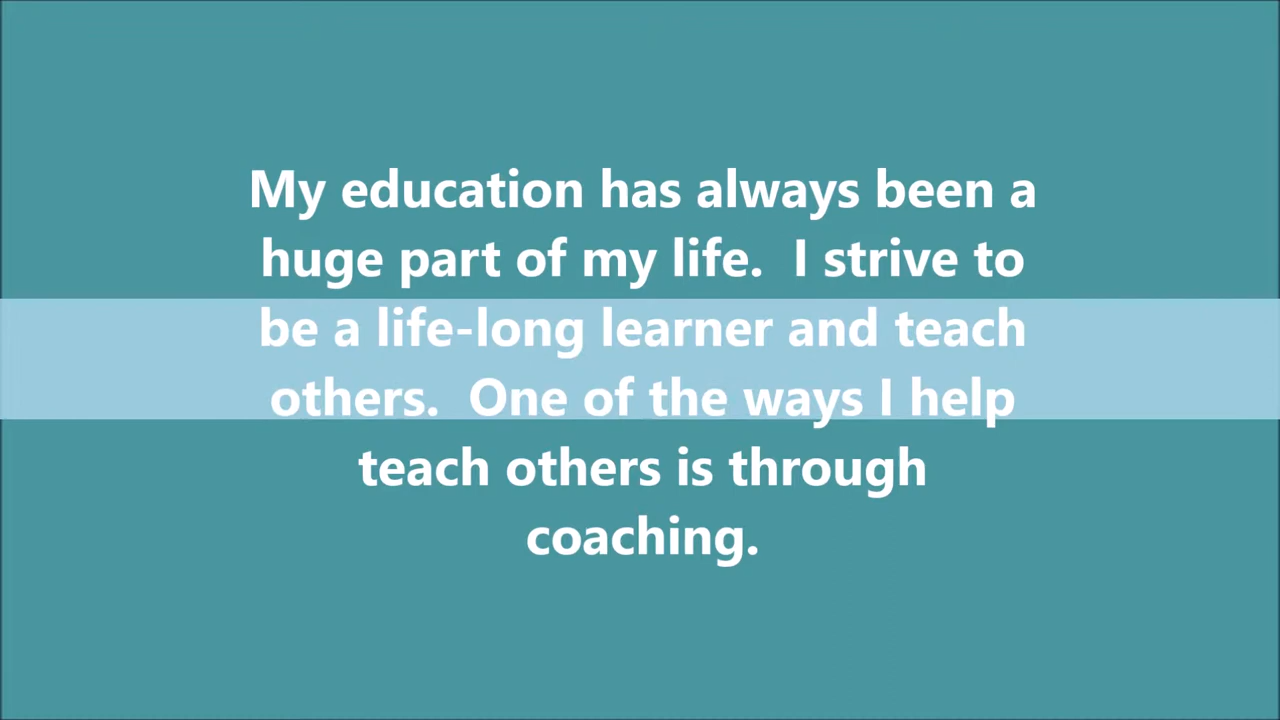 My education has always been a
huge part of my life.  I strive to
be a life-long learner and teach
others.  One of the ways I help
teach others is through
coaching.